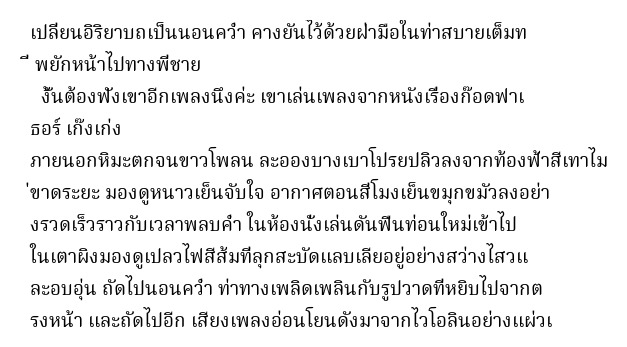 เปลี่ยนอิริยาบถเป็นนอนคว่ำ คางยันไว้ด้วยฝ่ามือในท่าสบายเต็มท
ี่ พยักหน้าไปทางพี่ชาย
งั้นต้องฟังเขาอีกเพลงนึงค่ะ เขาเล่นเพลงจากหนังเรื่องก๊อดฟาเ
ธอร์ เก๊งเก่ง
ภายนอกหิมะตกจนขาวโพลน ละอองบางเบาโปรยปลิวลงจากท้องฟ้าสีเทาไม
่ขาดระยะ มองดูหนาวเย็นจับใจ อากาศตอนสี่โมงเย็นขมุกขมัวลงอย่า
งรวดเร็วราวกับเวลาพลบค่ำ ในห้องนั่งเล่นดันฟืนท่อนใหม่เข้าไป
ในเตาผิงมองดูเปลวไฟสีส้มที่ลุกสะบัดแลบเลียอยู่อย่างสว่างไสวแ
ละอบอุ่น ถัดไปนอนคว่ำ ท่าทางเพลิดเพลินกับรูปวาดที่หยิบไปจากต
รงหน้า และถัดไปอีก เสียงเพลงอ่อนโยนดังมาจากไวโอลินอย่างแผ่วเ